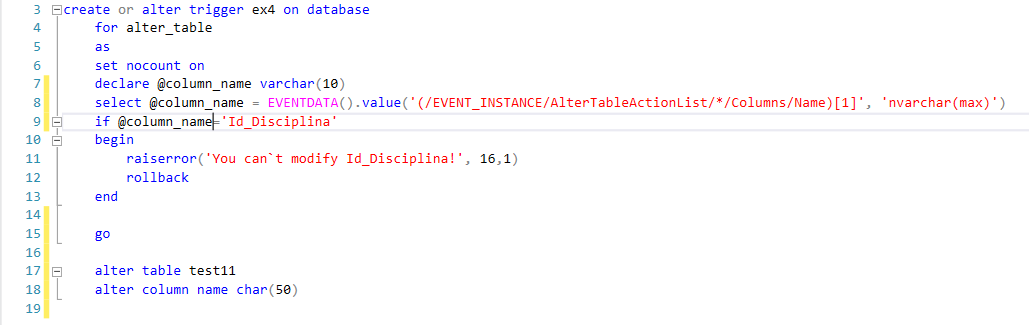 3 create or alter trigger ex4 on database
4 for alter_table
5 as
6 set nocount on
7 declare @column_name varchar(10)
8 select @column_name = EVENTDATA().value('(/EVENT_INSTANCE/AlterTableActionList/*/Columns/Name)[1]', 'nvarchar(max)')
9 if @column_name='Id_Disciplina'
10 begin
11 raiserror('You can`t modify Id_Disciplina!', 16,1)
12 rollback
13 end
14
15 go
16
17 alter table test11
18 alter column name char(50)
19